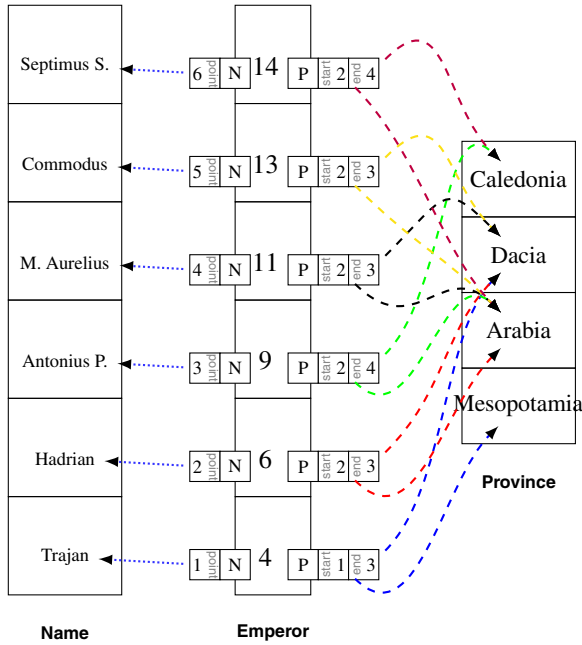 Septimus S.
6 point N 14 P start 2 end 4
Commodus
5 point N 13 P start 2 end 3
Caledonia
M. Aurelius
4 point N 11 P start 2 end 3
Dacia
Arabia
Antonius P.
3 point N 9 P start 2 end 4
Mesopotamia
Hadrian
2 point N 6 P start 2 end 3
Province
Trajan
1 point N 4 P start 1 end 3
Name
Emperor